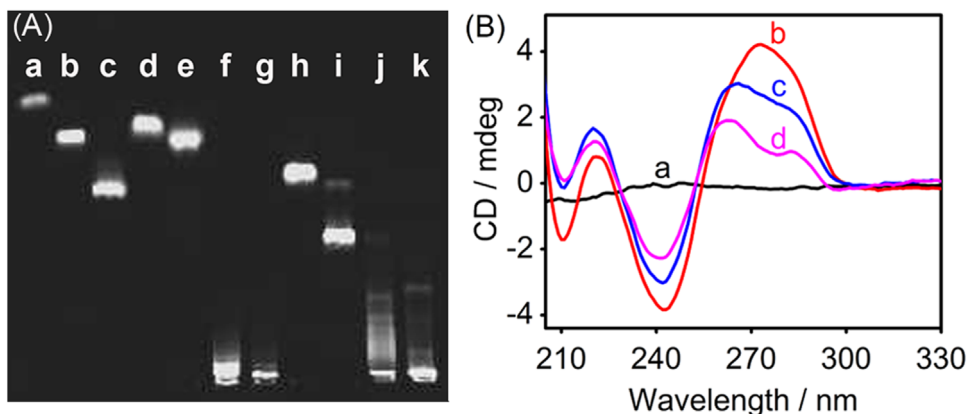 (A)
a b c d e f g h i j k
(B)
CD / mdeg
4
2
0
-2
-4
a
b
c
d
210 240 270 300 330
Wavelength / nm